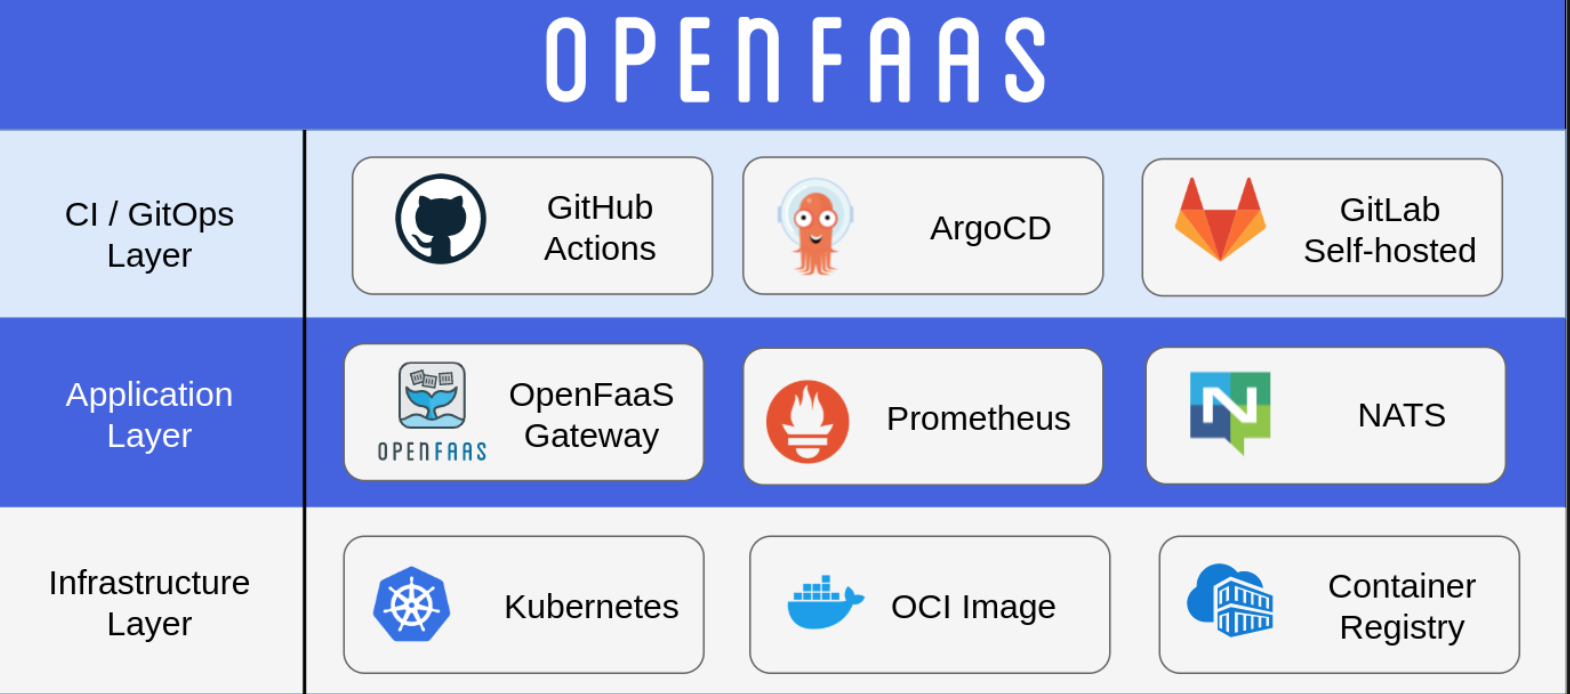 OPENFAAS
CI / GitOps
Layer
GitHub
Actions
ArgoCD
GitLab
Self-hosted
Application
Layer
OPENFAAS
OpenFaaS
Gateway
Prometheus
N
NATS
Infrastructure
Layer
Kubernetes
OCI Image
Container
Registry